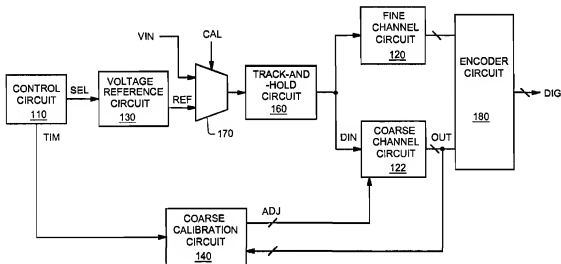 VIN
CAL
FINE
CHANNEL
CIRCUIT
120
CONTROL
CIRCUIT
110
SEL
VOLTAGE
REFERENCE
CIRCUIT
130
REF
170
TRACK-AND
-HOLD
CIRCUIT
160
ENCODER
CIRCUIT
180
DIG
TIM
DIN
COARSE
CHANNEL
CIRCUIT
122
OUT
COARSE
CALIBRATION
CIRCUIT
140
ADJ